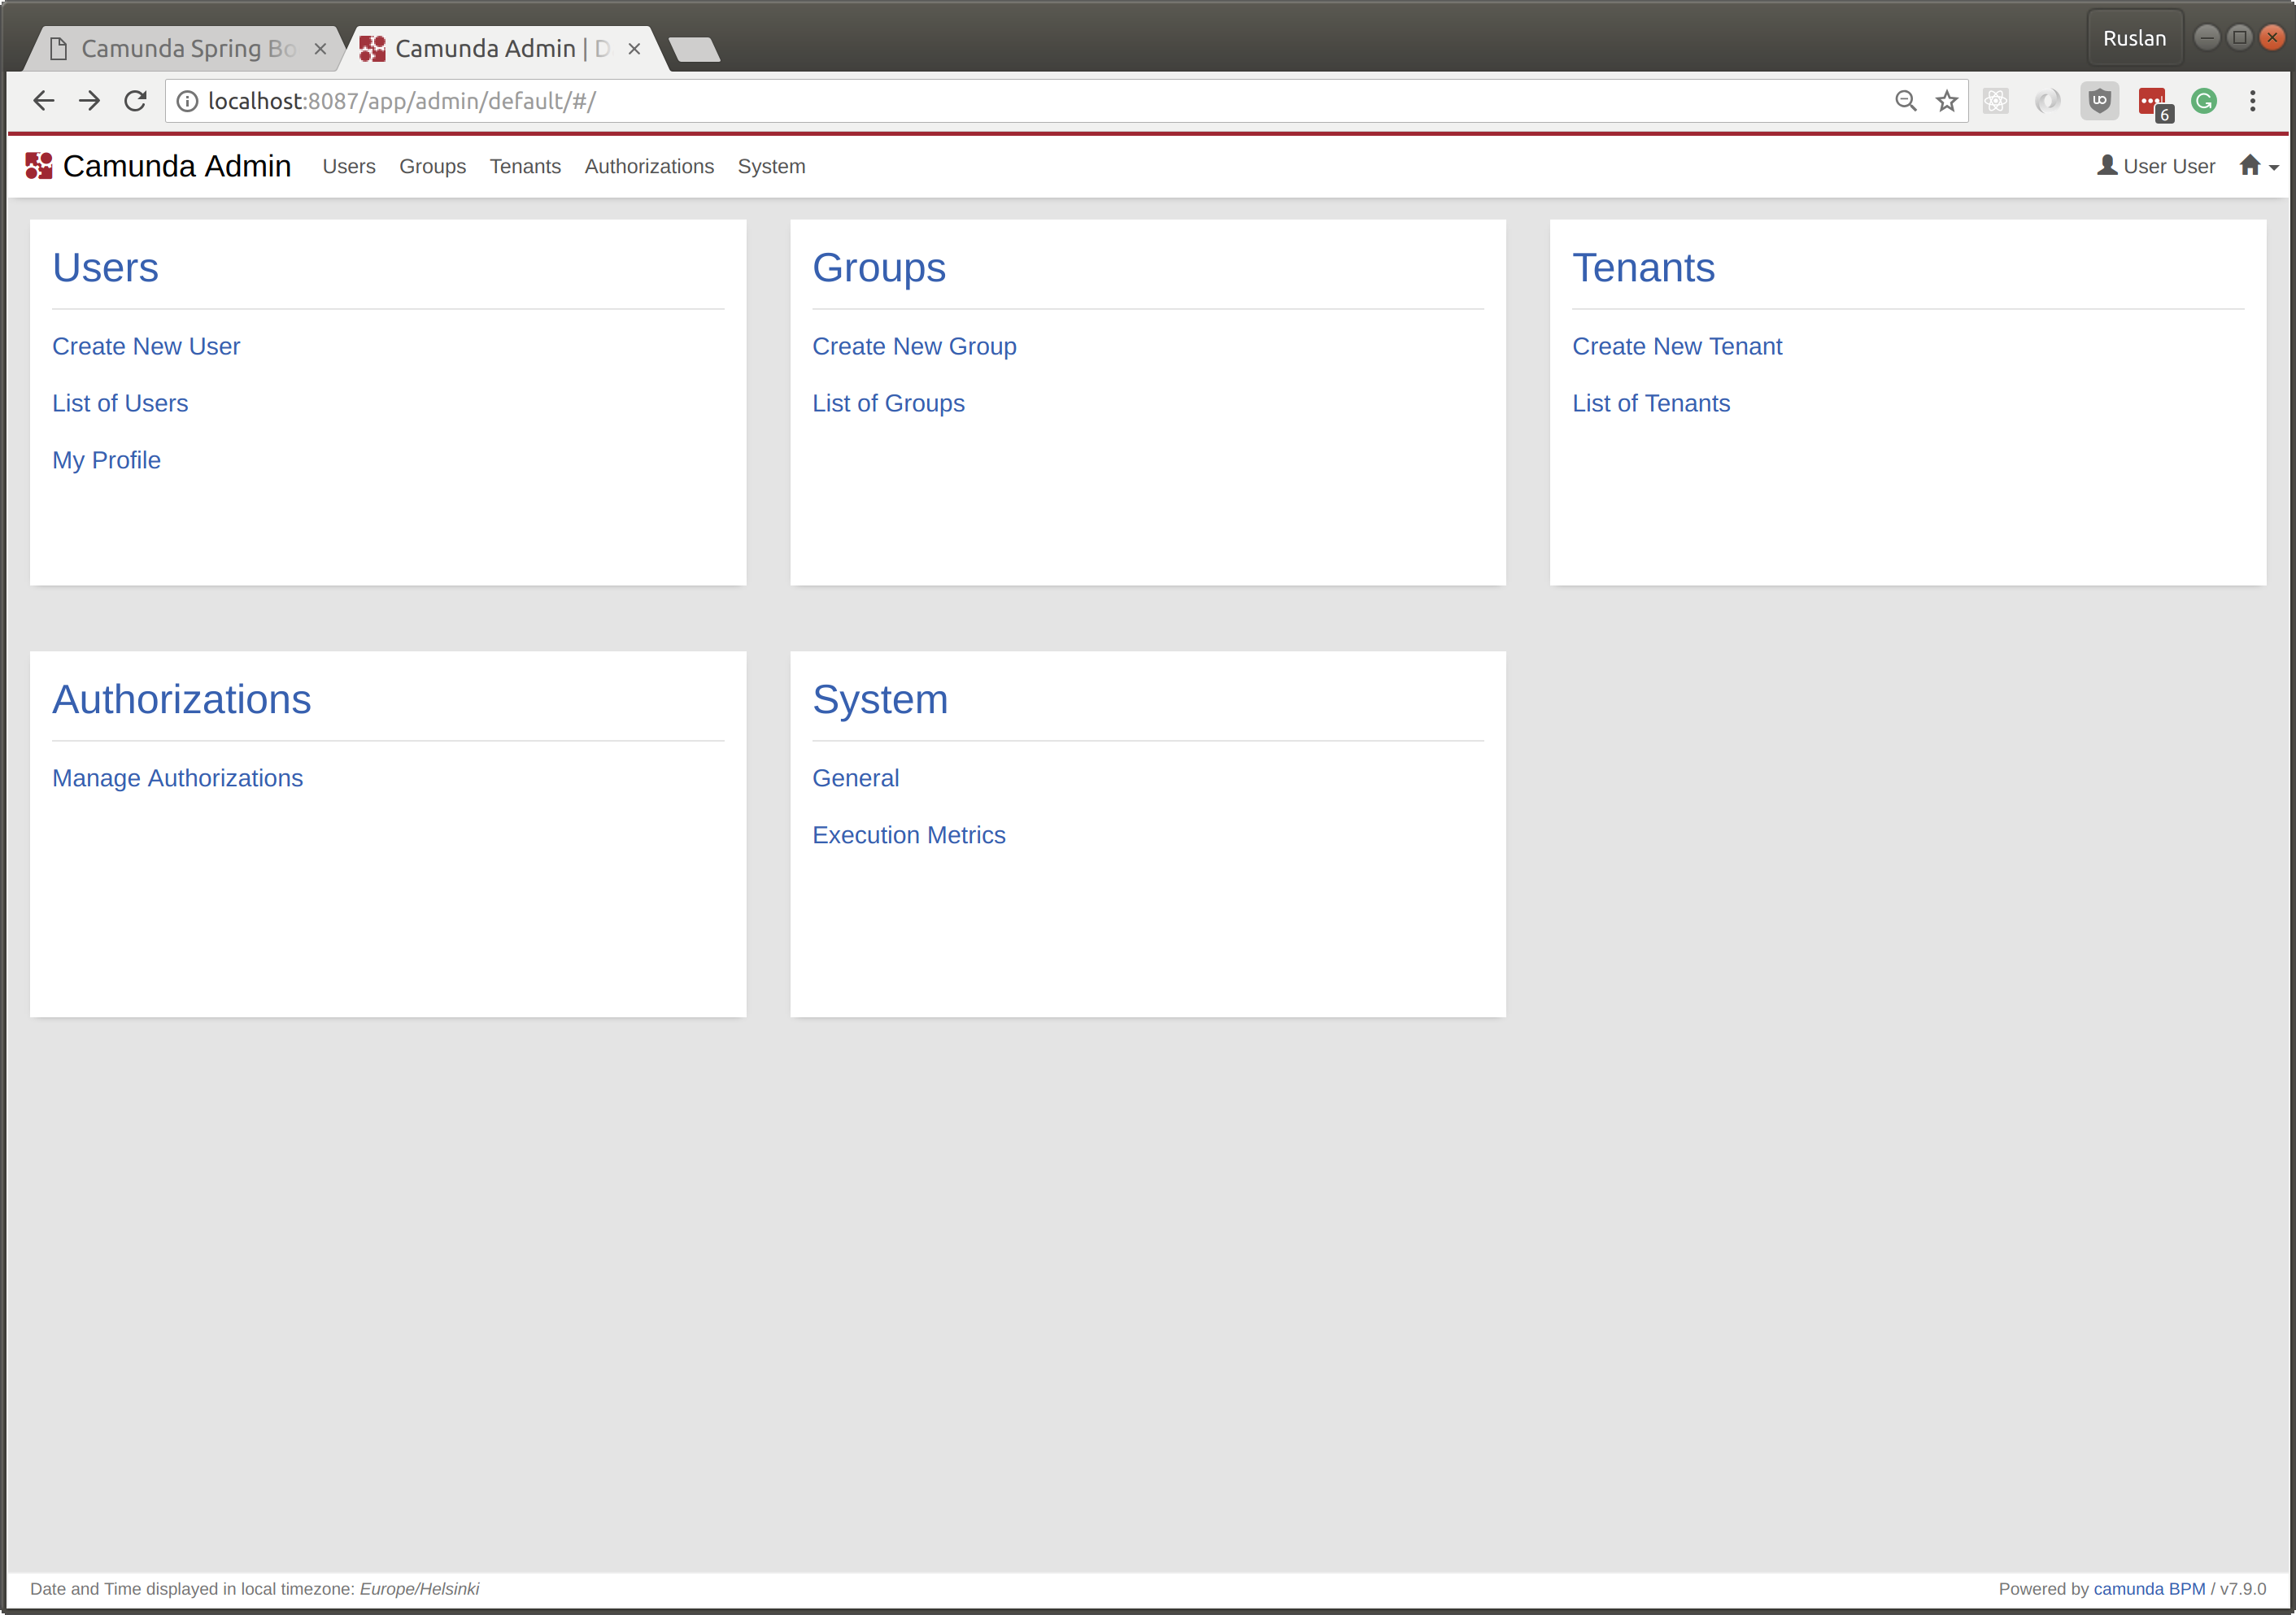 Camunda Spring Bo
Camunda Admin | D
Ruslan
localhost:8087/app/admin/default/#/
6
Camunda Admin Users Groups Tenants Authorizations System User User
Users
Create New User
List of Users
My Profile
Groups
Create New Group
List of Groups
Tenants
Create New Tenant
List of Tenants
Authorizations
Manage Authorizations
System
General
Execution Metrics
Date and Time displayed in local timezone: Europe/Helsinki
Powered by camunda BPM / v7.9.0